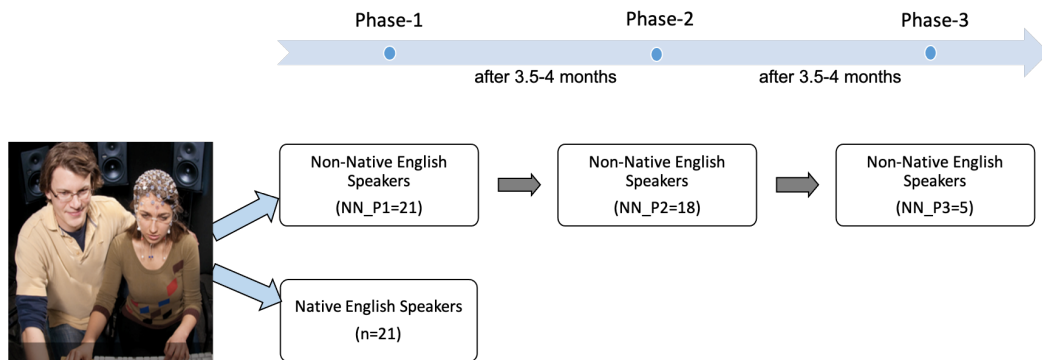 Phase-1
Phase-2
Phase-3
after 3.5-4 months
after 3.5-4 months
Non-Native English
Speakers
(NN_P1=21)
Non-Native English
Speakers
(NN_P2=18)
Non-Native English
Speakers
(NN_P3=5)
Native English Speakers
(n=21)